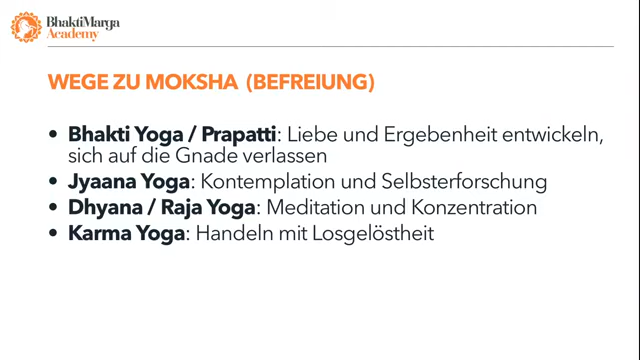 BhaktiMarga
Academy
WEGE ZU MOKSHA (BEFREIUNG)
• Bhakti Yoga / Prapatti: Liebe und Ergebenheit entwickeln,
sich auf die Gnade verlassen
• Jyaana Yoga: Kontemplation und Selbsterforschung
• Dhyana / Raja Yoga: Meditation und Konzentration
• Karma Yoga: Handeln mit Losgelöstheit